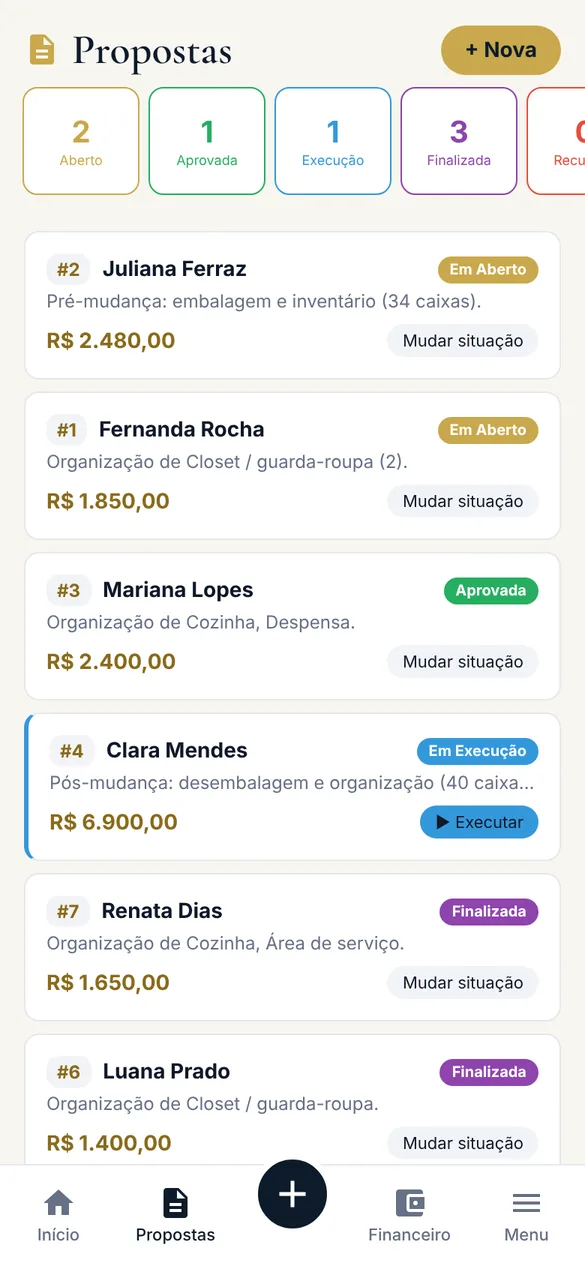 Propostas
+ Nova
2
Aberto
1
Aprovada
1
Execução
3
Finalizada
#2 Juliana Ferraz Em Aberto
Pré-mudança: embalagem e inventário (34 caixas).
R$ 2.480,00 Mudar situação
#1 Fernanda Rocha Em Aberto
Organização de Closet / guarda-roupa (2).
R$ 1.850,00 Mudar situação
#3 Mariana Lopes Aprovada
Organização de Cozinha, Despensa.
R$ 2.400,00 Mudar situação
#4 Clara Mendes Em Execução
Pós-mudança: desembalagem e organização (40 caixa...
R$ 6.900,00 ▶ Executar
#7 Renata Dias Finalizada
Organização de Cozinha, Área de serviço.
R$ 1.650,00 Mudar situação
#6 Luana Prado Finalizada
Organização de Closet / guarda-roupa.
R$ 1.400,00 Mudar situação
Início
Propostas
Financeiro
Menu